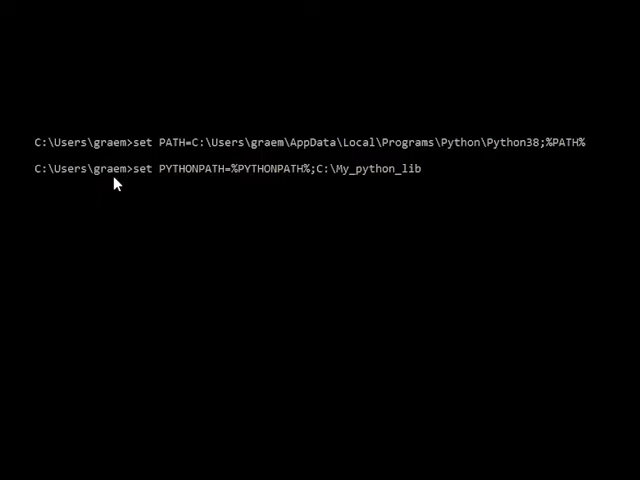 C:\Users\graem>set PATH=C:\Users\graem\AppData\Local\Programs\Python\Python38;%PATH%
C:\Users\graem>set PYTHONPATH=%PYTHONPATH%;C:\My_python_lib